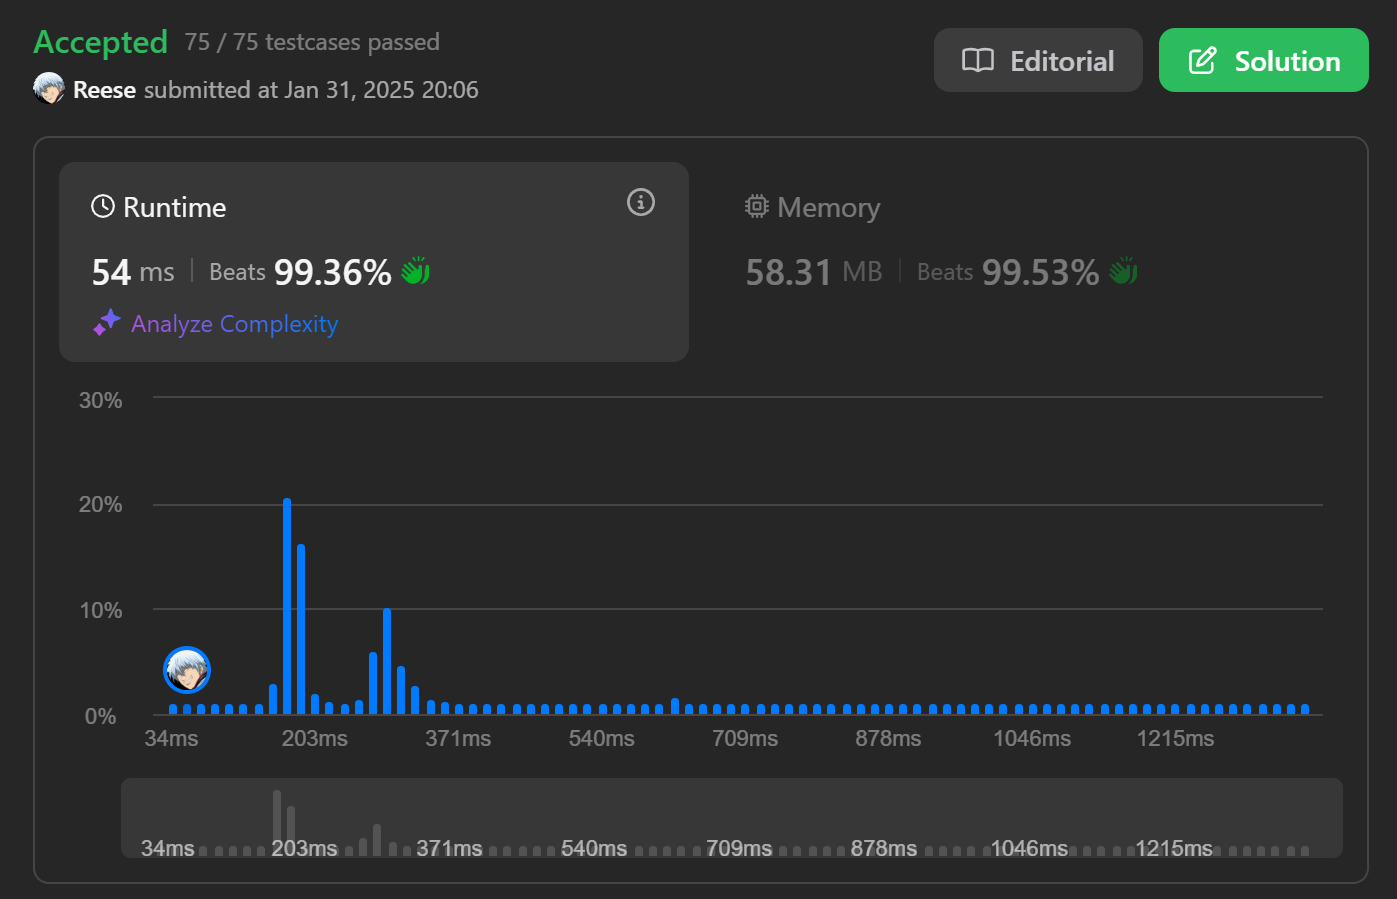 Accepted 75 / 75 testcases passed
Editorial
Solution
Reese submitted at Jan 31, 2025 20:06
Runtime
54 ms | Beats 99.36%
Analyze Complexity
Memory
58.31 MB | Beats 99.53%
30%
20%
10%
0%
34ms 203ms 371ms 540ms 709ms 878ms 1046ms 1215ms
34ms 203ms 371ms 540ms 709ms 878ms 1046ms 1215ms